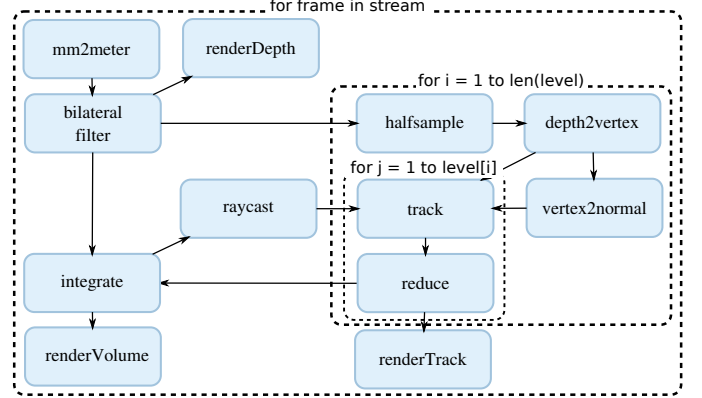 for frame in stream
mm2meter
renderDepth
for i = 1 to len(level)
bilateral
filter
halfsample
depth2vertex
for j = 1 to level[i]
raycast
track
vertex2normal
integrate
reduce
renderVolume
renderTrack